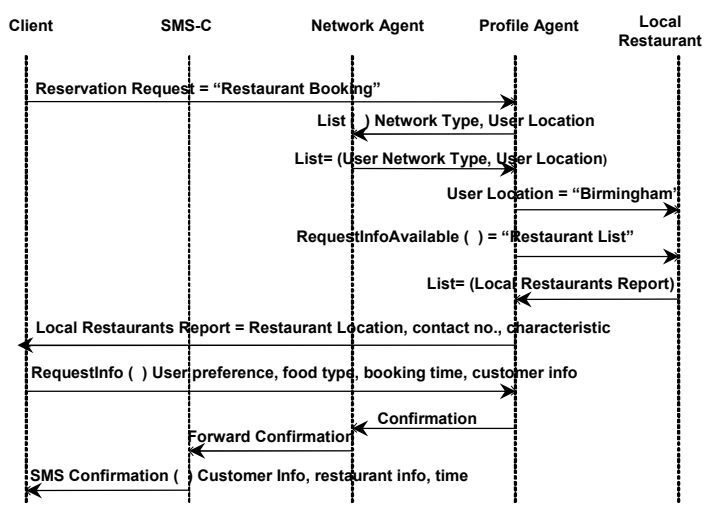 Client SMS-C Network Agent Profile Agent Local
Restaurant
Reservation Request = “Restaurant Booking”
List ( ) Network Type, User Location
List= (User Network Type, User Location)
User Location = “Birmingham”
RequestInfoAvailable ( ) = “Restaurant List”
List= (Local Restaurants Report)
Local Restaurants Report = Restaurant Location, contact no., characteristic
RequestInfo ( ) User preference, food type, booking time, customer info
Confirmation
Forward Confirmation
SMS Confirmation ( ) Customer Info, restaurant info, time